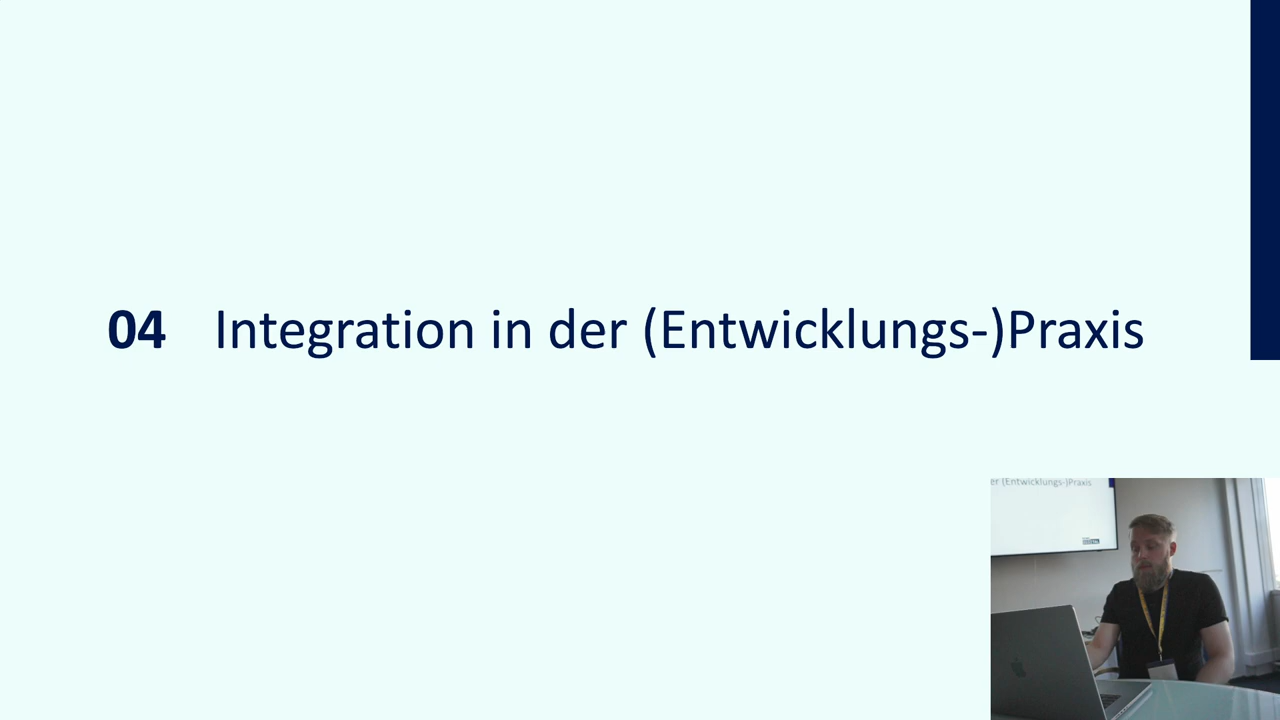 04 Integration in der (Entwicklungs-)Praxis
er (Entwicklungs-)Praxis